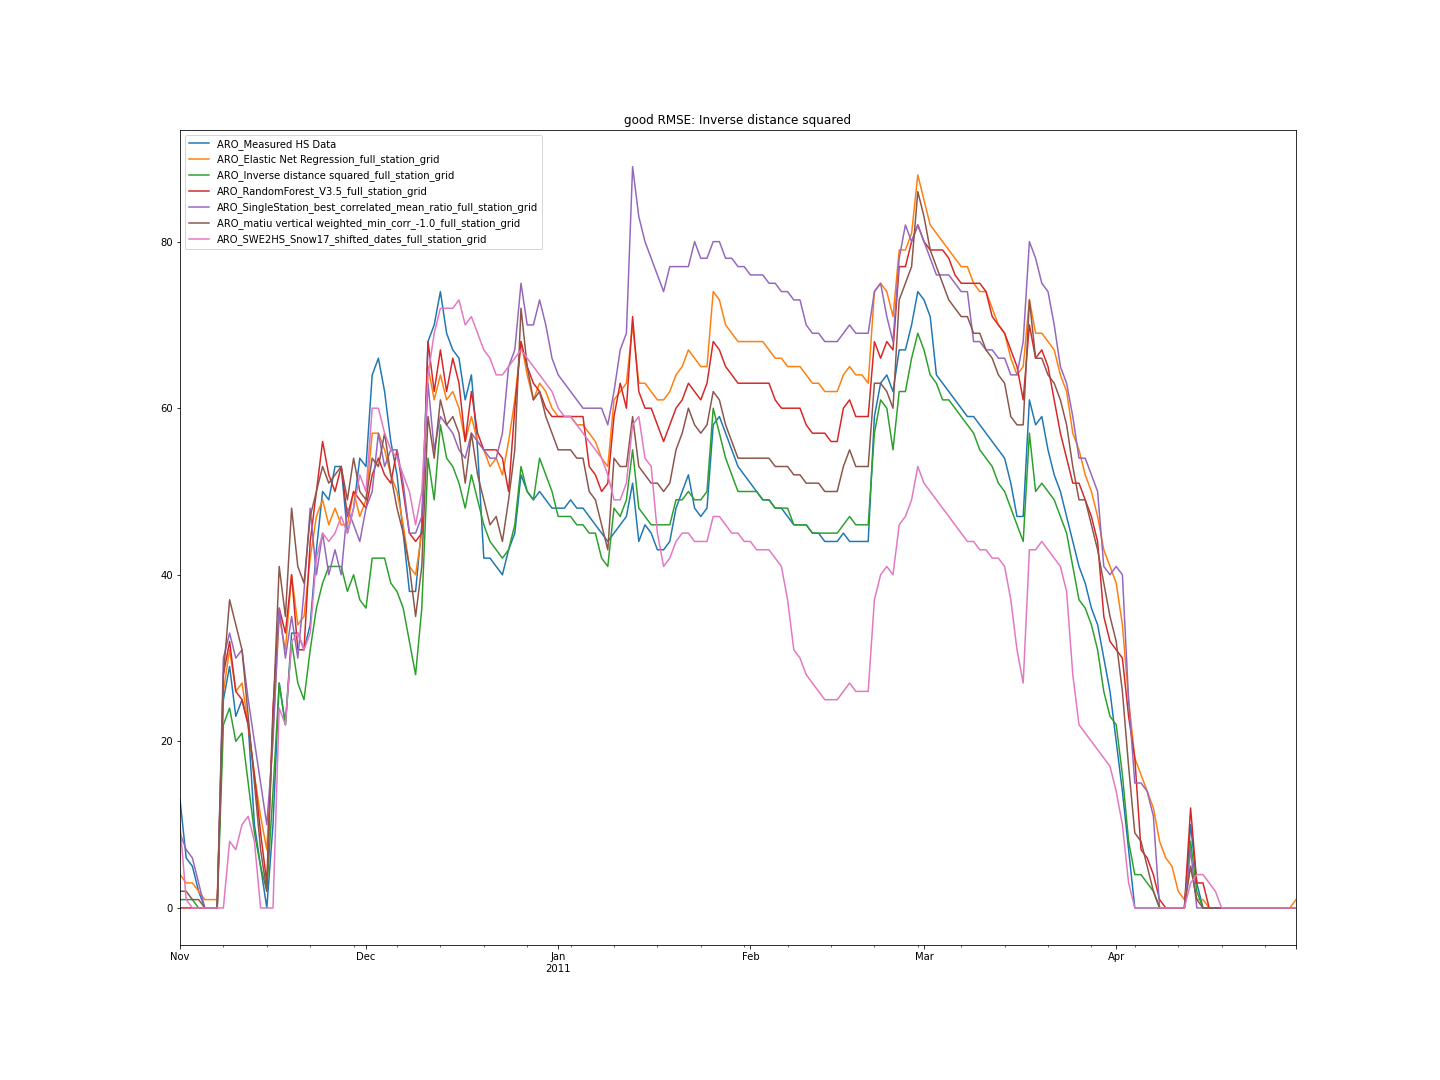 good RMSE: Inverse distance squared
ARO_Measured HS Data
ARO_Elastic Net Regression_full_station_grid
ARO_Inverse distance squared_full_station_grid
ARO_RandomForest_V3.5_full_station_grid
ARO_SingleStation_best_correlated_mean_ratio_full_station_grid
ARO_matiu vertical weighted_min_corr_-1.0_full_station_grid
ARO_SWE2HS_Snow17_shifted_dates_full_station_grid
80
60
40
20
0
Nov Dec Jan Feb Mar Apr
2011